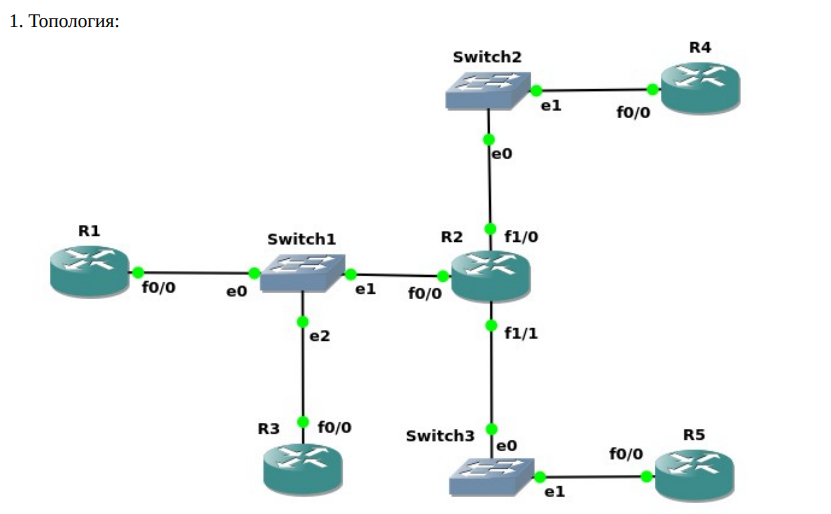 1. Топология:
R4
Switch2
e1
f0/0
e0
R1
Switch1
R2
f1/0
f0/0
e0
e1
f0/0
e2
f1/1
R3
f0/0
Switch3
e0
R5
f0/0
e1